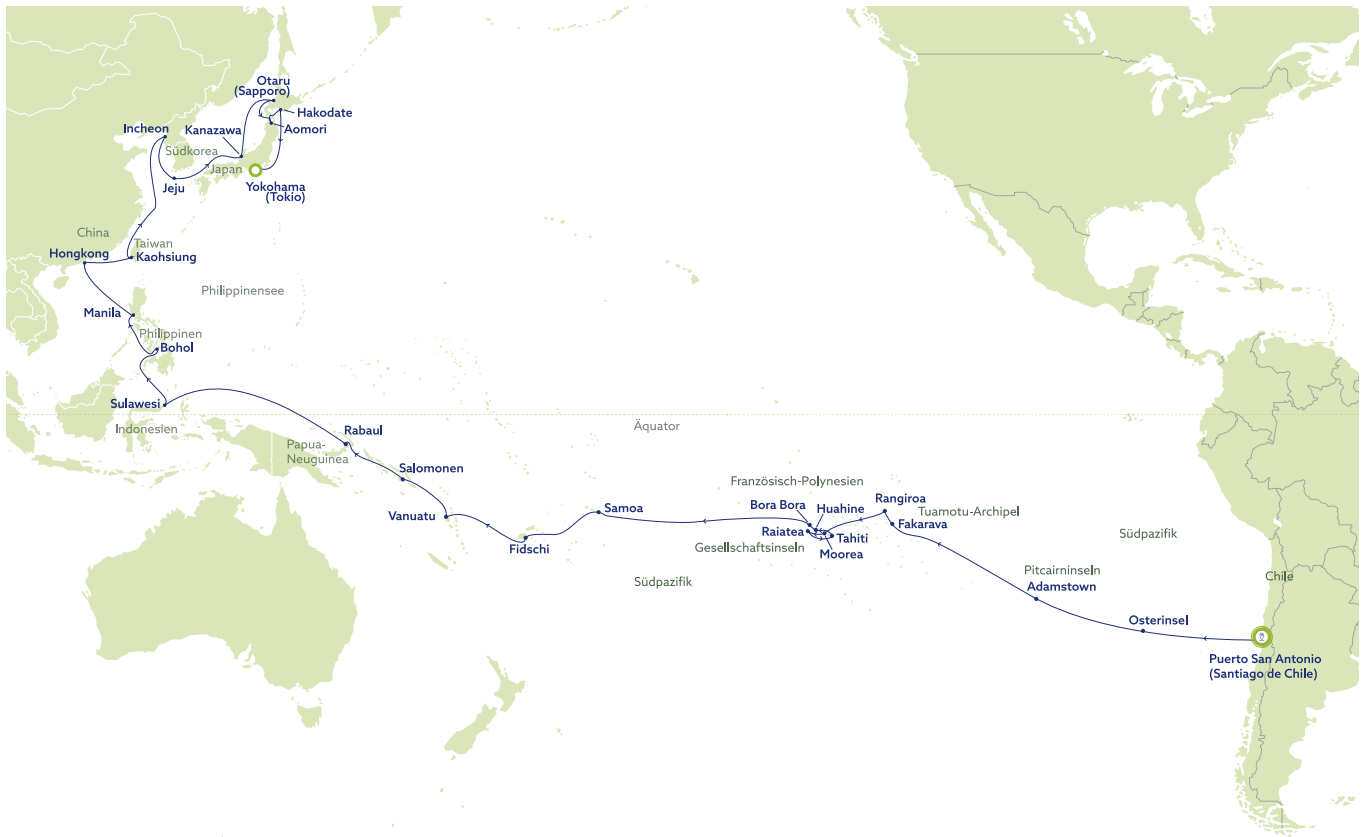 Otaru
(Sapporo)
Hakodate
Aomori
Incheon
Kanazawa
Südkorea
Japan
Jeju
Yokohama
(Tokio)
China
Taiwan
Hongkong
Kaohsiung
Philippinensee
Manila
Philippinen
Bohol
Sulawesi
Indonesien
Äquator
Rabaul
Papua-
Neuguinea
Salomonen
Französisch-Polynesien
Vanuatu
Samoa
Bora Bora
Huahine
Rangiroa
Tuamotu-Archipel
Fakarava
Raiatea
Tahiti
Südpazifik
Fidschi
Gesellschaftsinseln
Moorea
Pitcairninseln
Adamstown
Chile
Südpazifik
Osterinsel
Puerto San Antonio
(Santiago de Chile)